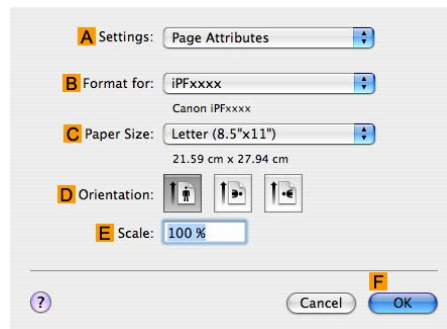 A Settings: Page Attributes
B Format for: iPFxxxx
Canon iPFxxxx
C Paper Size: Letter (8.5"x11")
21.59 cm x 27.94 cm
D Orientation:
E Scale: 100 %
F
? Cancel OK